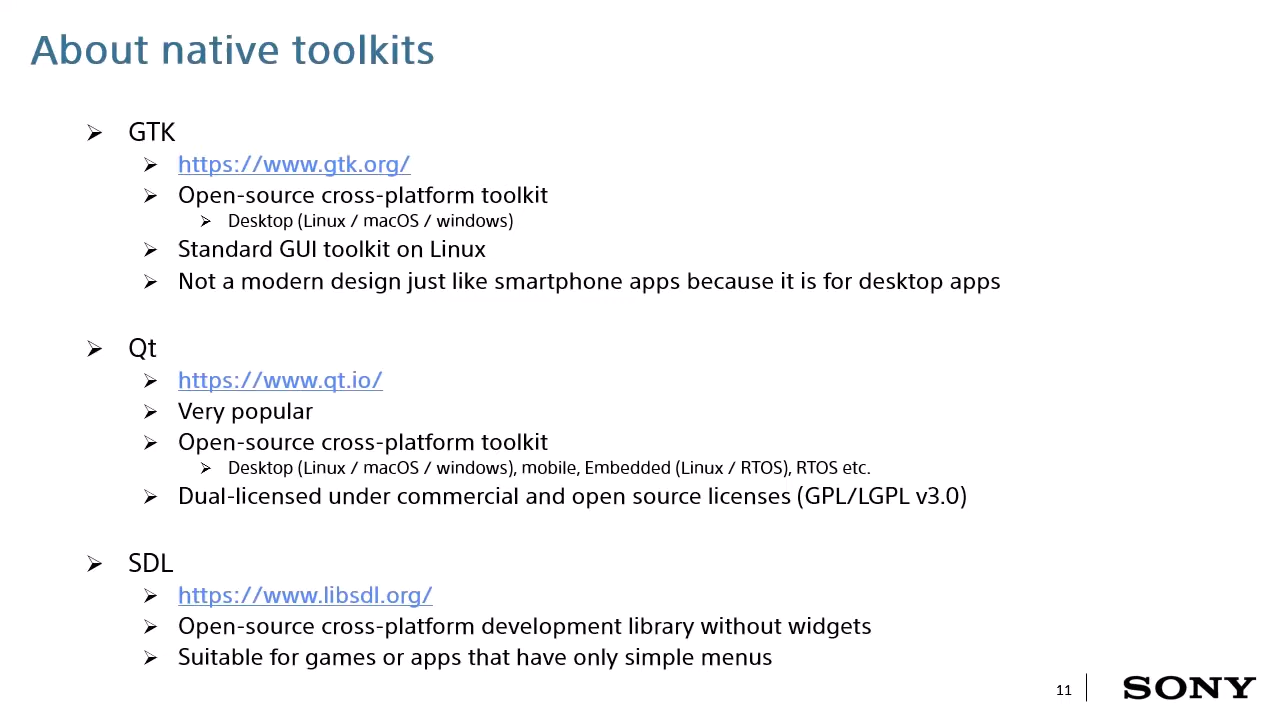 About native toolkits
GTK
https://www.gtk.org/
Open-source cross-platform toolkit
Desktop (Linux / macOS / windows)
Standard GUI toolkit on Linux
Not a modern design just like smartphone apps because it is for desktop apps
Qt
https://www.qt.io/
Very popular
Open-source cross-platform toolkit
Desktop (Linux / macOS / windows), mobile, Embedded (Linux / RTOS), RTOS etc.
Dual-licensed under commercial and open source licenses (GPL/LGPL v3.0)
SDL
https://www.libsdl.org/
Open-source cross-platform development library without widgets
Suitable for games or apps that have only simple menus
11
SONY